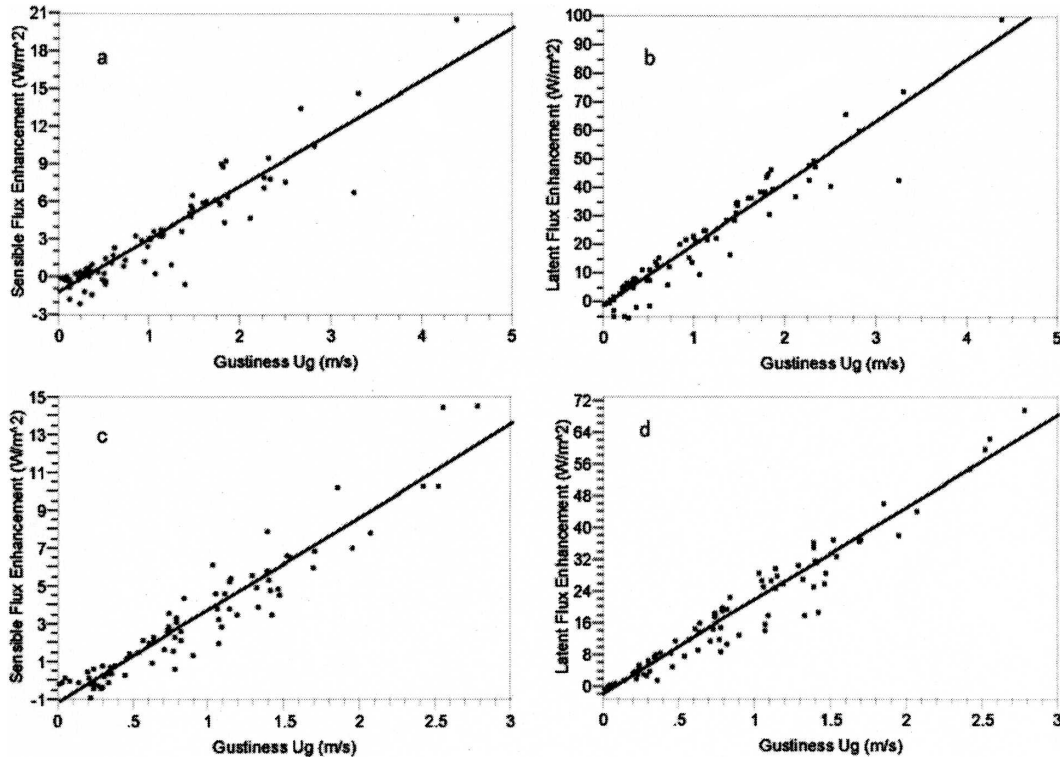 a
Sensible Flux Enhancement (W/m^2)
21
18
15
12
9
6
3
0
-3
0 1 2 3 4 5
Gustiness Ug (m/s)
b
Latent Flux Enhancement (W/m^2)
100
90
80
70
60
50
40
30
20
10
0
0 1 2 3 4 5
Gustiness Ug (m/s)
c
Sensible Flux Enhancement (W/m^2)
15
13
11
9
7
5
3
1
-1
0 .5 1 1.5 2 2.5 3
Gustiness Ug (m/s)
d
Latent Flux Enhancement (W/m^2)
72
64
56
48
40
32
24
16
8
0
0 .5 1 1.5 2 2.5 3
Gustiness Ug (m/s)